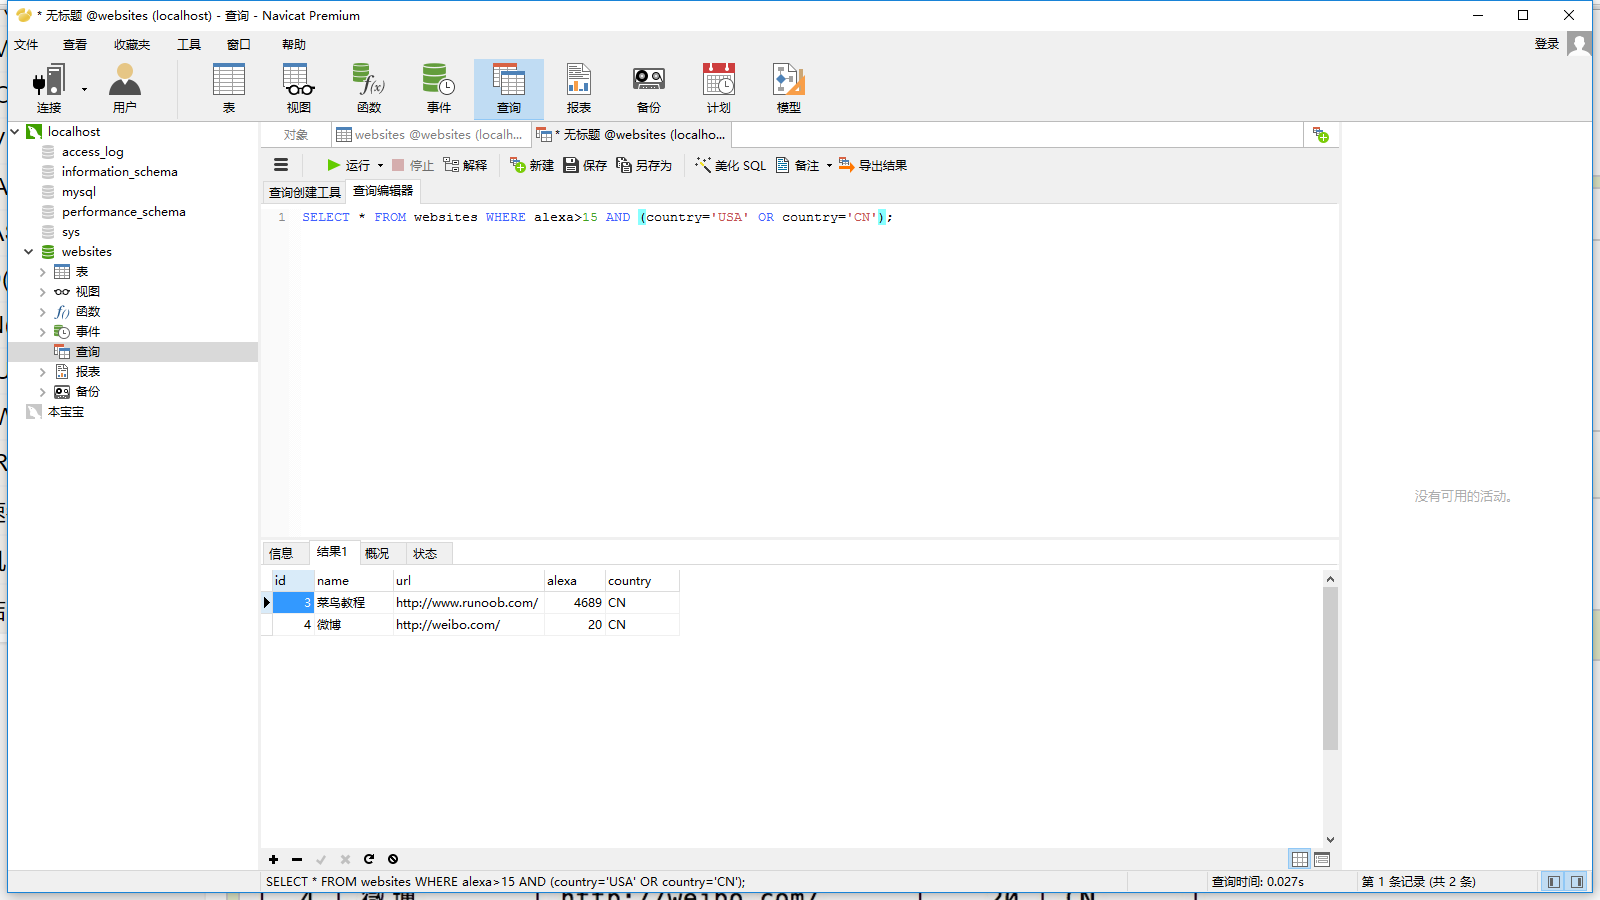 * 无标题 @websites (localhost) - 查询 - Navicat Premium
文件 查看 收藏夹 工具 窗口 帮助 登录
连接 用户 表 视图 函数 事件 查询 报表 备份 计划 模型
localhost
access_log
information_schema
mysql
performance_schema
sys
websites
表
视图
函数
事件
查询
报表
备份
本宝宝
对象 websites @websites (localh... * 无标题 @websites (localho...
运行 停止 解释 新建 保存 另存为 美化 SQL 备注 导出结果
查询创建工具 查询编辑器
1 SELECT * FROM websites WHERE alexa>15 AND (country='USA' OR country='CN');
没有可用的活动。
信息 结果1 概况 状态
id name url alexa country
3 菜鸟教程 http://www.runoob.com/ 4689 CN
4 微博 http://weibo.com/ 20 CN
SELECT * FROM websites WHERE alexa>15 AND (country='USA' OR country='CN'); 查询时间: 0.027s 第 1 条记录 (共 2 条)
4 | 微博 | http://weibo.com/ | 20 | CN |